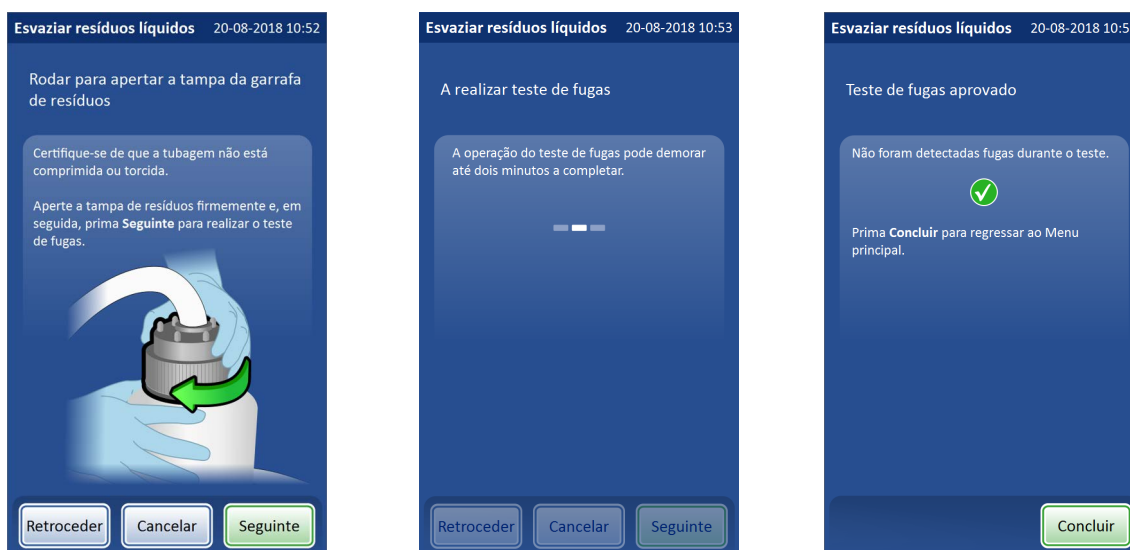 Esvaziar resíduos líquidos 20-08-2018 10:52
Rodar para apertar a tampa da garrafa
de resíduos
Certifique-se de que a tubagem não está
comprimida ou torcida.
Aperte a tampa de resíduos firmemente e, em
seguida, prima Seguinte para realizar o teste
de fugas.
Retroceder Cancelar Seguinte
Esvaziar resíduos líquidos 20-08-2018 10:53
A realizar teste de fugas
A operação do teste de fugas pode demorar
até dois minutos a completar.
Retroceder Cancelar Seguinte
Esvaziar resíduos líquidos 20-08-2018
Teste de fugas aprovado
Não foram detectadas fugas durante o teste.
Prima Concluir para regressar ao Menu
principal.
Concluir